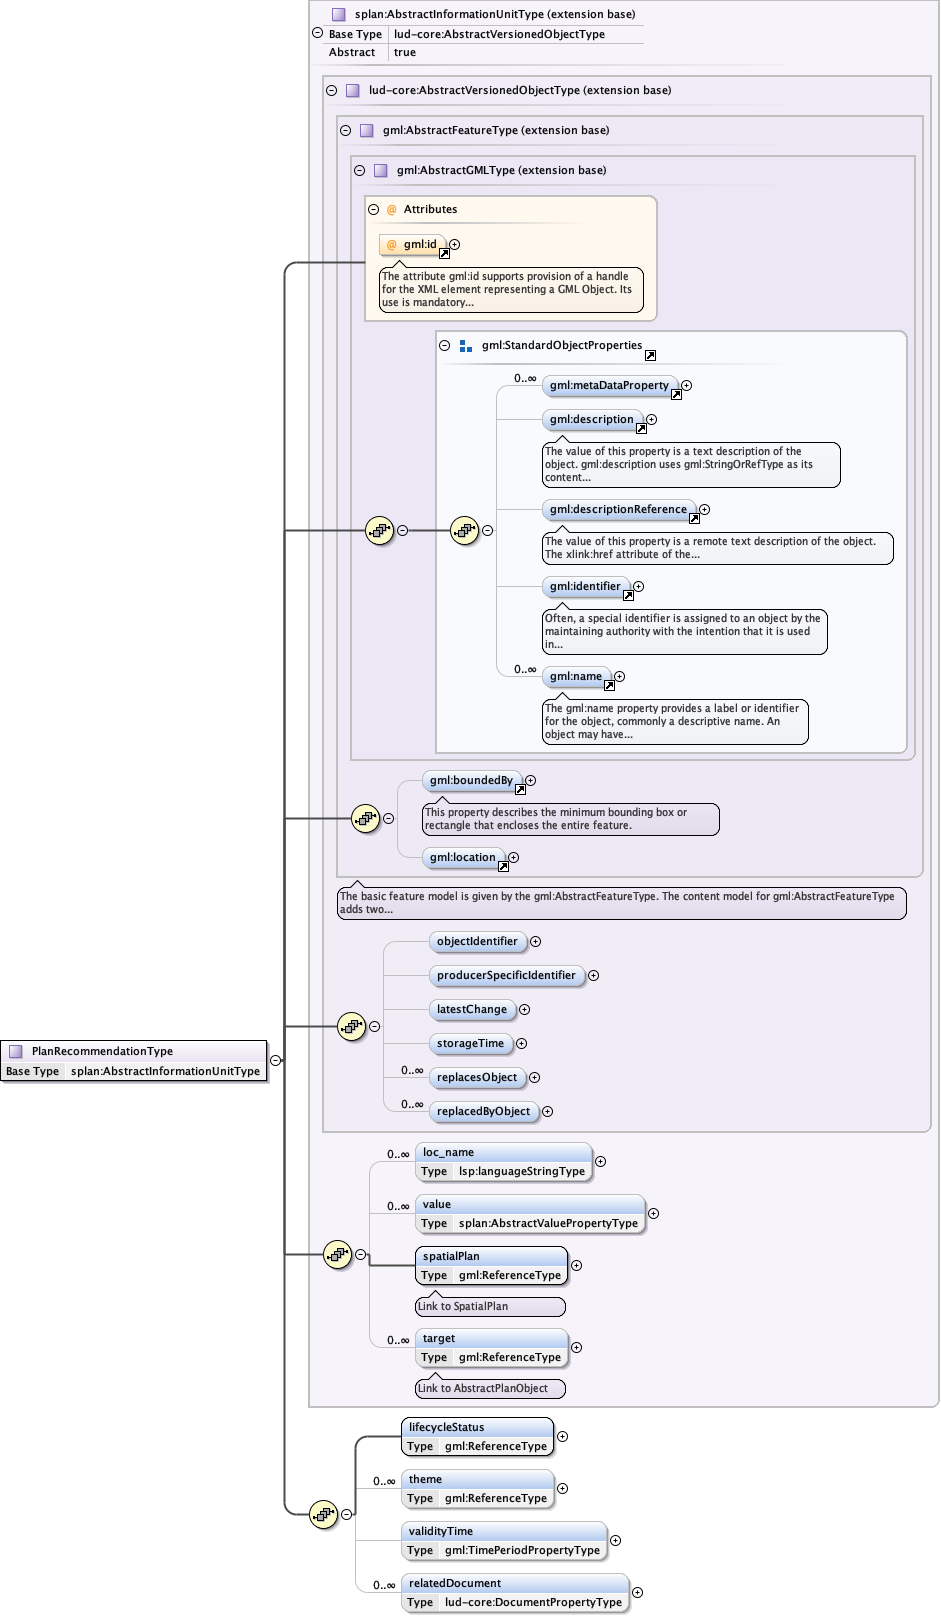 splan:AbstractInformationUnitType (extension base)
Base Type lud-core:AbstractVersionedObjectType
Abstract true
lud-core:AbstractVersionedObjectType (extension base)
gml:AbstractFeatureType (extension base)
gml:AbstractGMLType (extension base)
@ Attributes
@ gml:id
The attribute gml:id supports provision of a handle
for the XML element representing a GML Object. Its
use is mandatory...
gml:StandardObjectProperties
0..∞
gml:metaDataProperty
gml:description
The value of this property is a text description of the
object. gml:description uses gml:StringOrRefType as its
content...
gml:descriptionReference
The value of this property is a remote text description of the object.
The xlink:href attribute of the...
gml:identifier
Often, a special identifier is assigned to an object by the
maintaining authority with the intention that it is used
in...
0..∞
gml:name
The gml:name property provides a label or identifier
for the object, commonly a descriptive name. An
object may have...
gml:boundedBy
This property describes the minimum bounding box or
rectangle that encloses the entire feature.
gml:location
The basic feature model is given by the gml:AbstractFeatureType. The content model for gml:AbstractFeatureType
adds two...
objectIdentifier
producerSpecificIdentifier
latestChange
storageTime
0..∞
replacesObject
0..∞
replacedByObject
PlanRecommendationType
Base Type splan:AbstractInformationUnitType
0..∞
loc_name
Type lsp:languageStringType
0..∞
value
Type splan:AbstractValuePropertyType
spatialPlan
Type gml:ReferenceType
Link to SpatialPlan
0..∞
target
Type gml:ReferenceType
Link to AbstractPlanObject
lifecycleStatus
Type gml:ReferenceType
0..∞
theme
Type gml:ReferenceType
validityTime
Type gml:TimePeriodPropertyType
0..∞
relatedDocument
Type lud-core:DocumentPropertyType